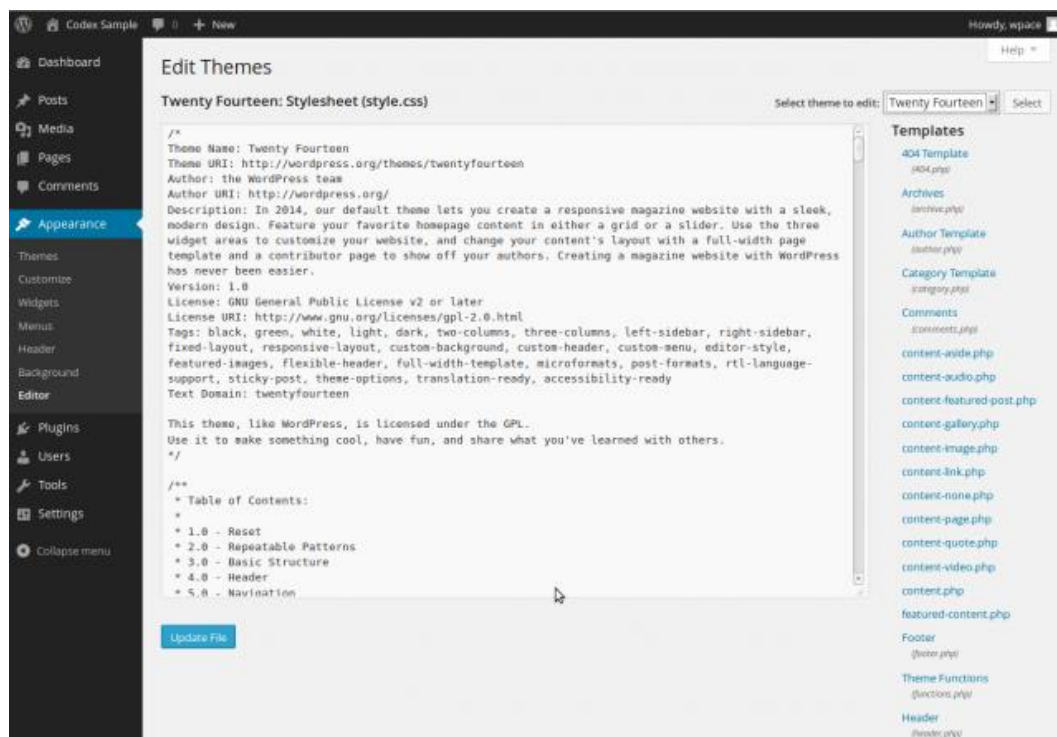 Codex Sample 0 + New Howdy, wpace
Help
Dashboard
Posts
Media
Pages
Comments
Appearance
Themes
Customize
Widgets
Menus
Header
Background
Editor
Plugins
Users
Tools
Settings
Collapse menu
Edit Themes
Twenty Fourteen: Stylesheet (style.css)
Select theme to edit: Twenty Fourteen Select
/*
Theme Name: Twenty Fourteen
Theme URI: http://wordpress.org/themes/twentyfourteen
Author: the WordPress team
Author URI: http://wordpress.org/
Description: In 2014, our default theme lets you create a responsive magazine website with a sleek,
modern design. Feature your favorite homepage content in either a grid or a slider. Use the three
widget areas to customize your website, and change your content's layout with a full-width page
template and a contributor page to show off your authors. Creating a magazine website with WordPress
has never been easier.
Version: 1.0
License: GNU General Public License v2 or later
License URI: http://www.gnu.org/licenses/gpl-2.0.html
Tags: black, green, white, light, dark, two-columns, three-columns, left-sidebar, right-sidebar,
fixed-layout, responsive-layout, custom-background, custom-header, custom-menu, editor-style,
featured-images, flexible-header, full-width-template, microformats, post-formats, rtl-language-
support, sticky-post, theme-options, translation-ready, accessibility-ready
Text Domain: twentyfourteen
This theme, like WordPress, is licensed under the GPL.
Use it to make something cool, have fun, and share what you've learned with others.
*/
/**
* Table of Contents:
*
* 1.0 - Reset
* 2.0 - Repeatable Patterns
* 3.0 - Basic Structure
* 4.0 - Header
* 5.0 - Navigation
Update File
Templates
404 Template
(404.php)
Archives
(archive.php)
Author Template
(author.php)
Category Template
(category.php)
Comments
(comments.php)
content-aside.php
content-audio.php
content-featured-post.php
content-gallery.php
content-image.php
content-link.php
content-none.php
content-page.php
content-quote.php
content-video.php
content.php
featured-content.php
Footer
(footer.php)
Theme Functions
(functions.php)
Header
(header.php)